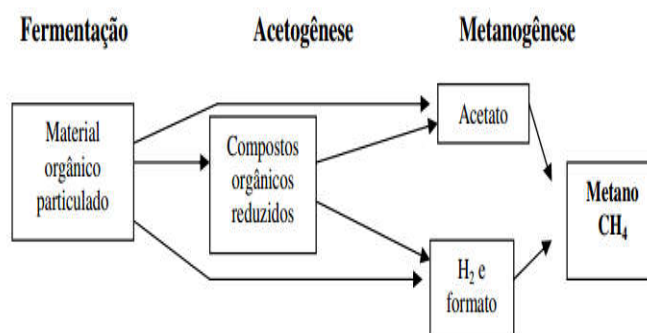 Fermentação
Acetogênese
Metanogênese
Material
orgânico
particulado
Compostos
orgânicos
reduzidos
Acetato
H₂ e
formato
Metano
CH₄